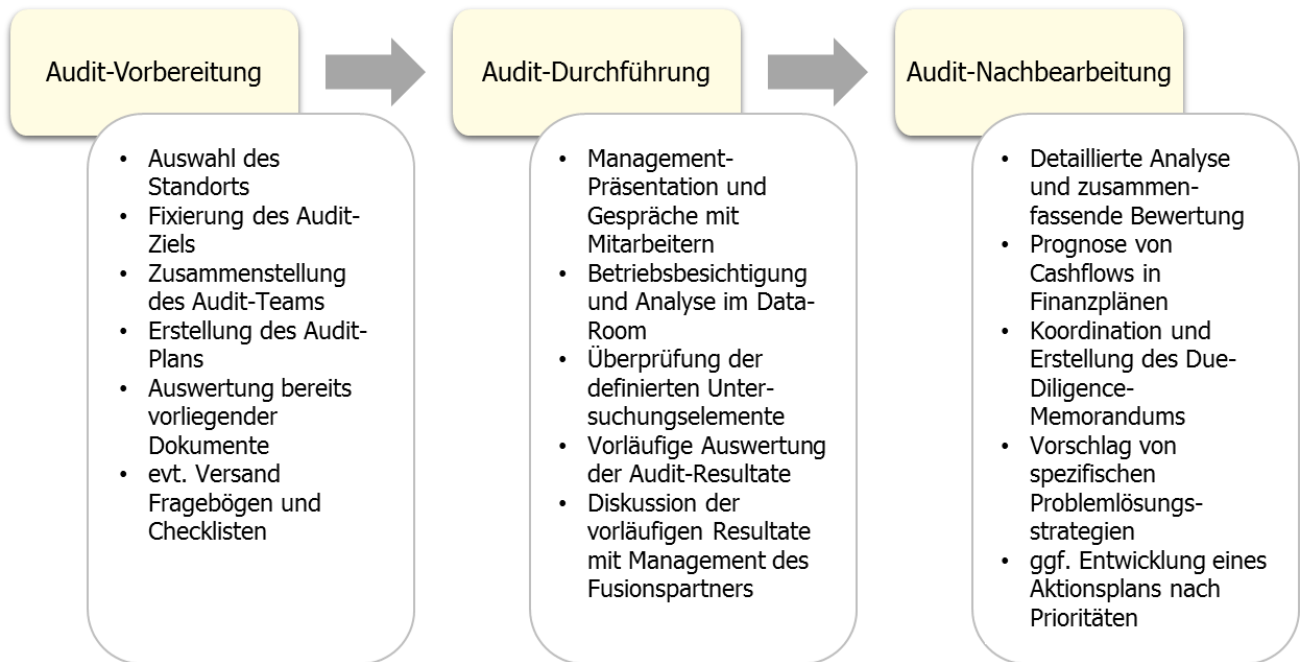 Audit-Vorbereitung
• Auswahl des
Standorts
• Fixierung des Audit-
Ziels
• Zusammenstellung
des Audit-Teams
• Erstellung des Audit-
Plans
• Auswertung bereits
vorliegender
Dokumente
• evt. Versand
Fragebögen und
Checklisten
Audit-Durchführung
• Management-
Präsentation und
Gespräche mit
Mitarbeitern
• Betriebsbesichtigung
und Analyse im Data-
Room
• Überprüfung der
definierten Unter-
suchungselemente
• Vorläufige Auswertung
der Audit-Resultate
• Diskussion der
vorläufigen Resultate
mit Management des
Fusionspartners
Audit-Nachbearbeitung
• Detaillierte Analyse
und zusammen-
fassende Bewertung
• Prognose von
Cashflows in
Finanzplänen
• Koordination und
Erstellung des Due-
Diligence-
Memorandums
• Vorschlag von
spezifischen
Problemlösungs-
strategien
• ggf. Entwicklung eines
Aktionsplans nach
Prioritäten